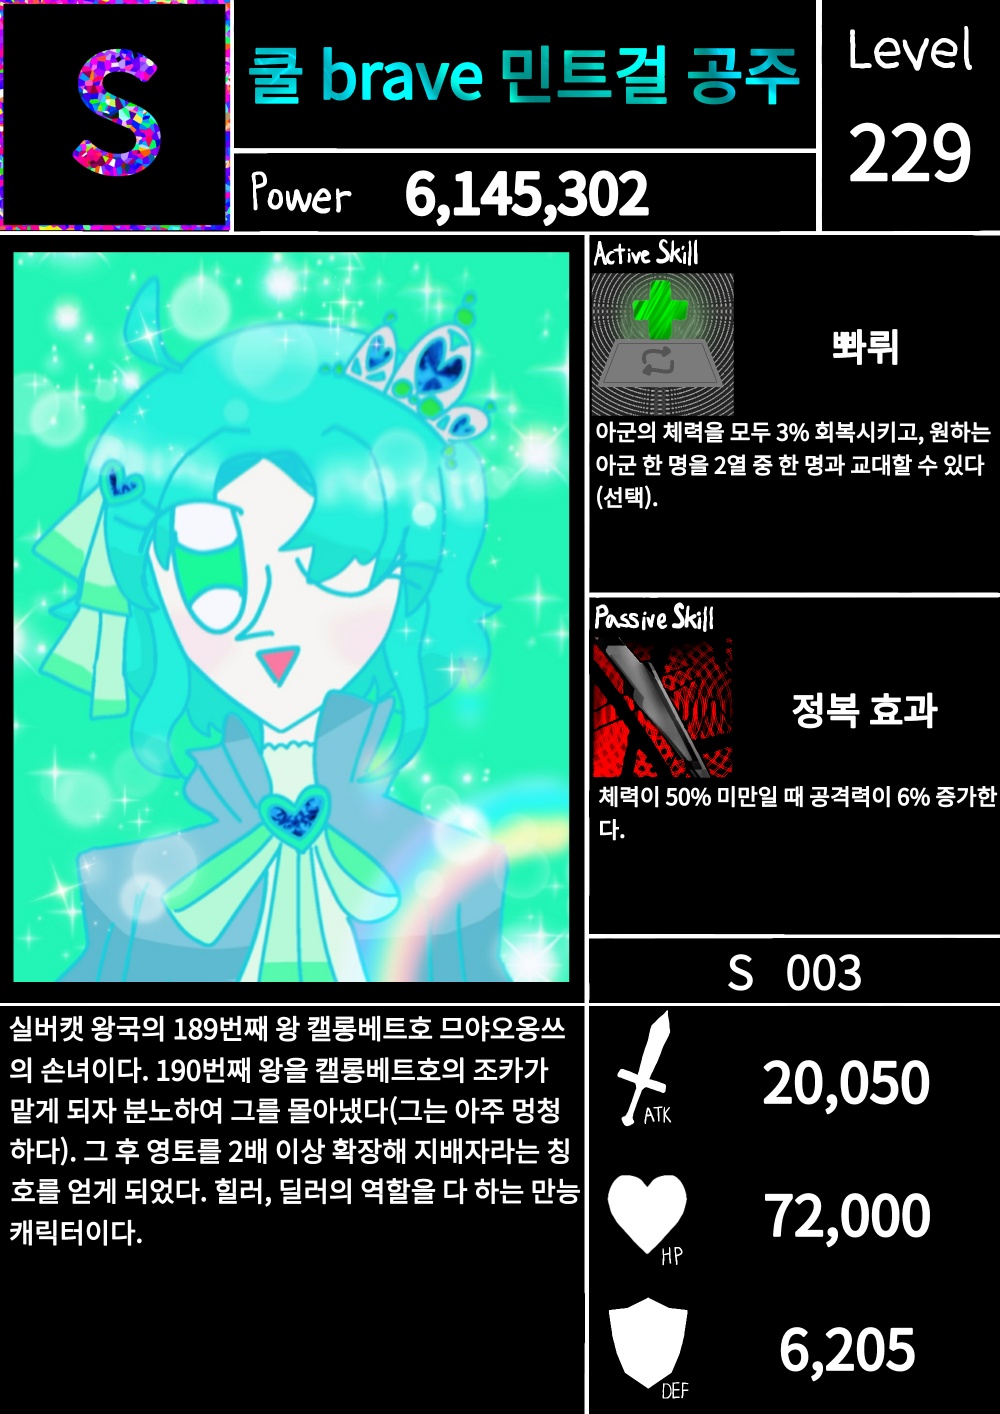 S
쿨 brave 민트걸 공주
Level
229
Power 6,145,302
Active Skill
빠뤼
아군의 체력을 모두 3% 회복시키고, 원하는
아군 한 명을 2열 중 한 명과 교대할 수 있다
(선택).
Passive Skill
정복 효과
체력이 50% 미만일 때 공격력이 6% 증가한
다.
S 003
실버캣 왕국의 189번째 왕 캘롱베트호 므야오옹쓰
의 손녀이다. 190번째 왕을 캘롱베트호의 조카가
맡게 되자 분노하여 그를 몰아냈다(그는 아주 멍청
하다). 그 후 영토를 2배 이상 확장해 지배자라는 칭
호를 얻게 되었다. 힐러, 딜러의 역할을 다 하는 만능
캐릭터이다.
ATK 20,050
HP 72,000
DEF 6,205